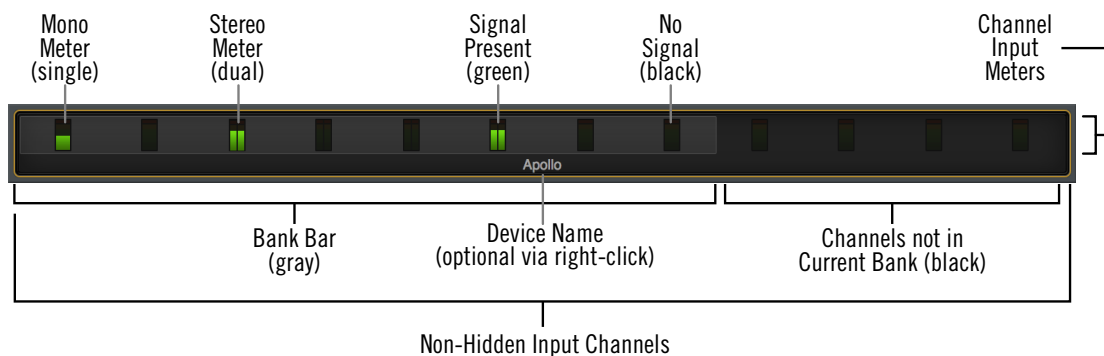 Mono
Meter
(single)
Stereo
Meter
(dual)
Signal
Present
(green)
No
Signal
(black)
Channel
Input
Meters
Apollo
Bank Bar
(gray)
Device Name
(optional via right-click)
Channels not in
Current Bank (black)
Non-Hidden Input Channels